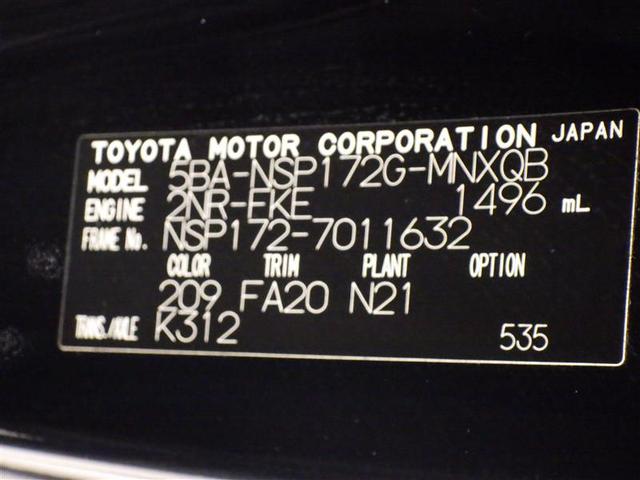 TOYOTA MOTOR CORPORATION JAPAN
MODEL 5BA-NSP172G-MNXQB
ENGINE 2NR-FKE 1496 mL
FRAME No. NSP172-7011632
COLOR TRIM PLANT OPTION
209 FA20 N21
TRANS./AXLE K312 535